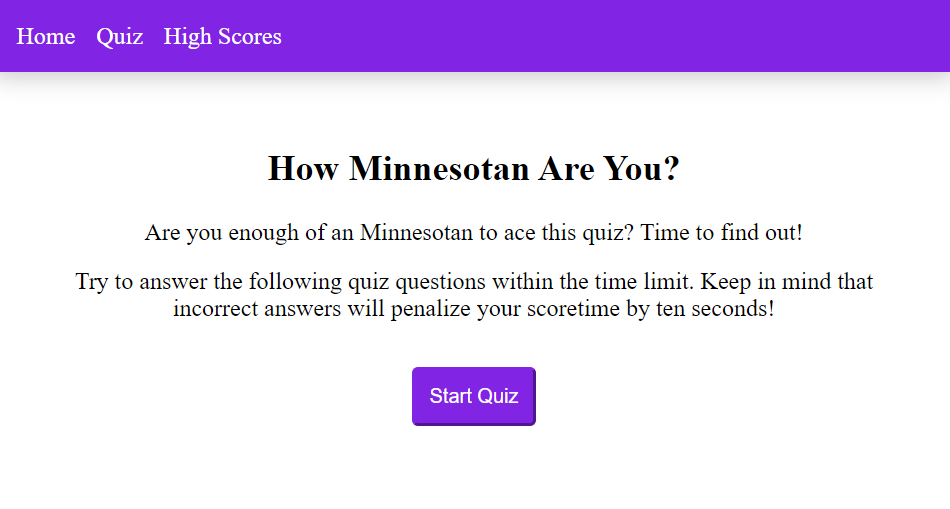 Home Quiz High Scores
How Minnesotan Are You?
Are you enough of an Minnesotan to ace this quiz? Time to find out!
Try to answer the following quiz questions within the time limit. Keep in mind that
incorrect answers will penalize your scoretime by ten seconds!
Start Quiz